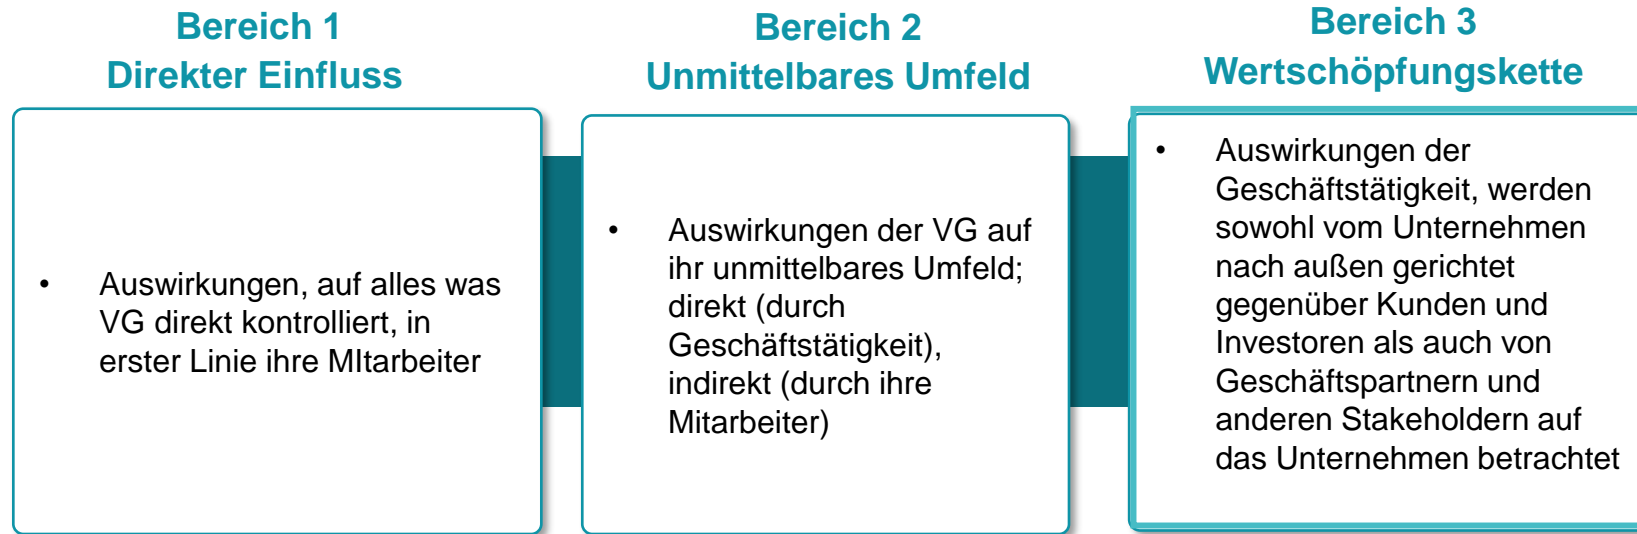 Bereich 1
Direkter Einfluss
• Auswirkungen, auf alles was
VG direkt kontrolliert, in
erster Linie ihre MItarbeiter
Bereich 2
Unmittelbares Umfeld
• Auswirkungen der VG auf
ihr unmittelbares Umfeld;
direkt (durch
Geschäftstätigkeit),
indirekt (durch ihre
Mitarbeiter)
Bereich 3
Wertschöpfungskette
• Auswirkungen der
Geschäftstätigkeit, werden
sowohl vom Unternehmen
nach außen gerichtet
gegenüber Kunden und
Investoren als auch von
Geschäftspartnern und
anderen Stakeholdern auf
das Unternehmen betrachtet